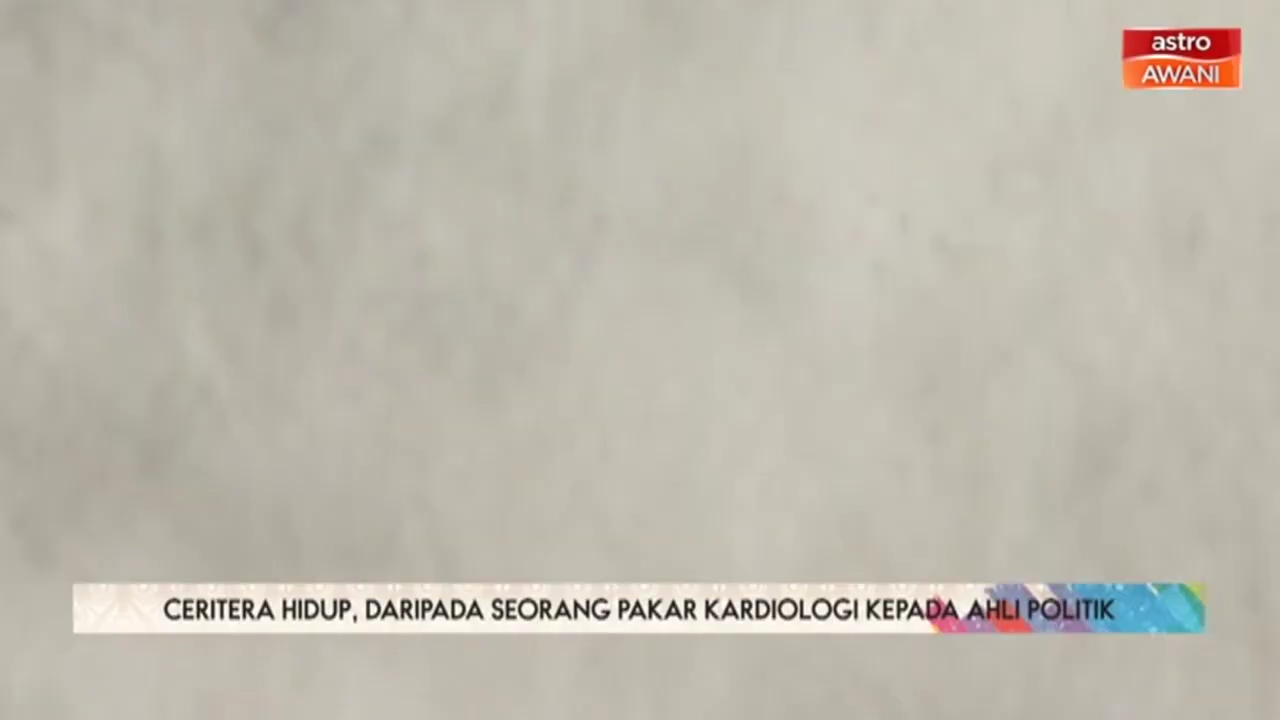 astro
AWANI
CERITERA HIDUP, DARIPADA SEORANG PAKAR KARDIOLOGI KEPADA AHLI POLITIK